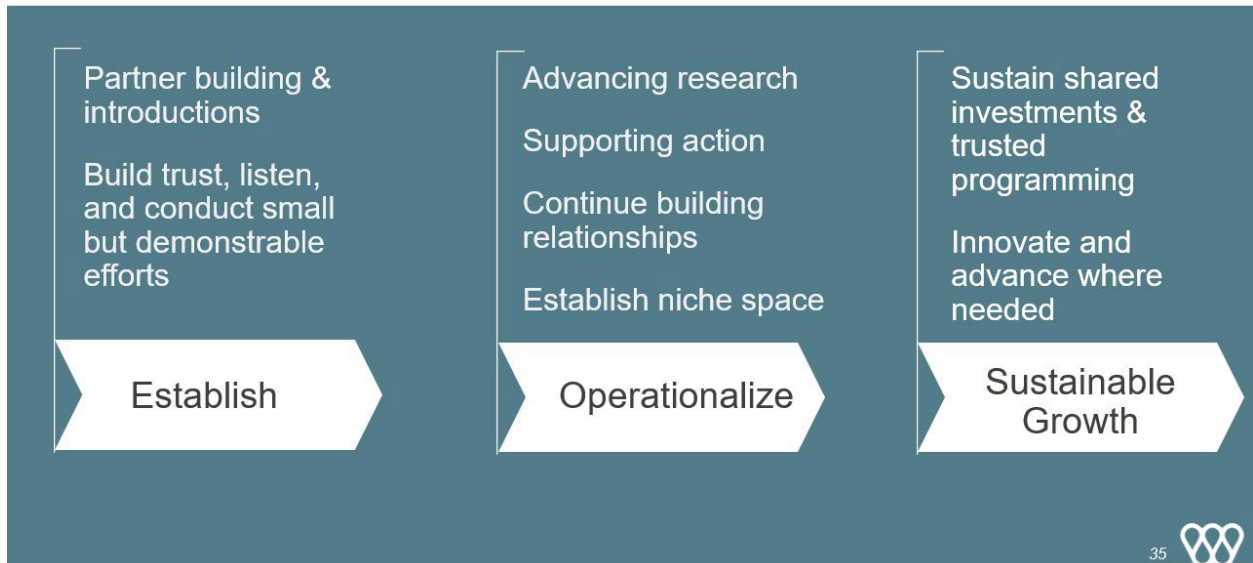 Partner building &
introductions
Build trust, listen,
and conduct small
but demonstrable
efforts
Establish
Advancing research
Supporting action
Continue building
relationships
Establish niche space
Operationalize
Sustain shared
investments &
trusted
programming
Innovate and
advance where
needed
Sustainable
Growth
35